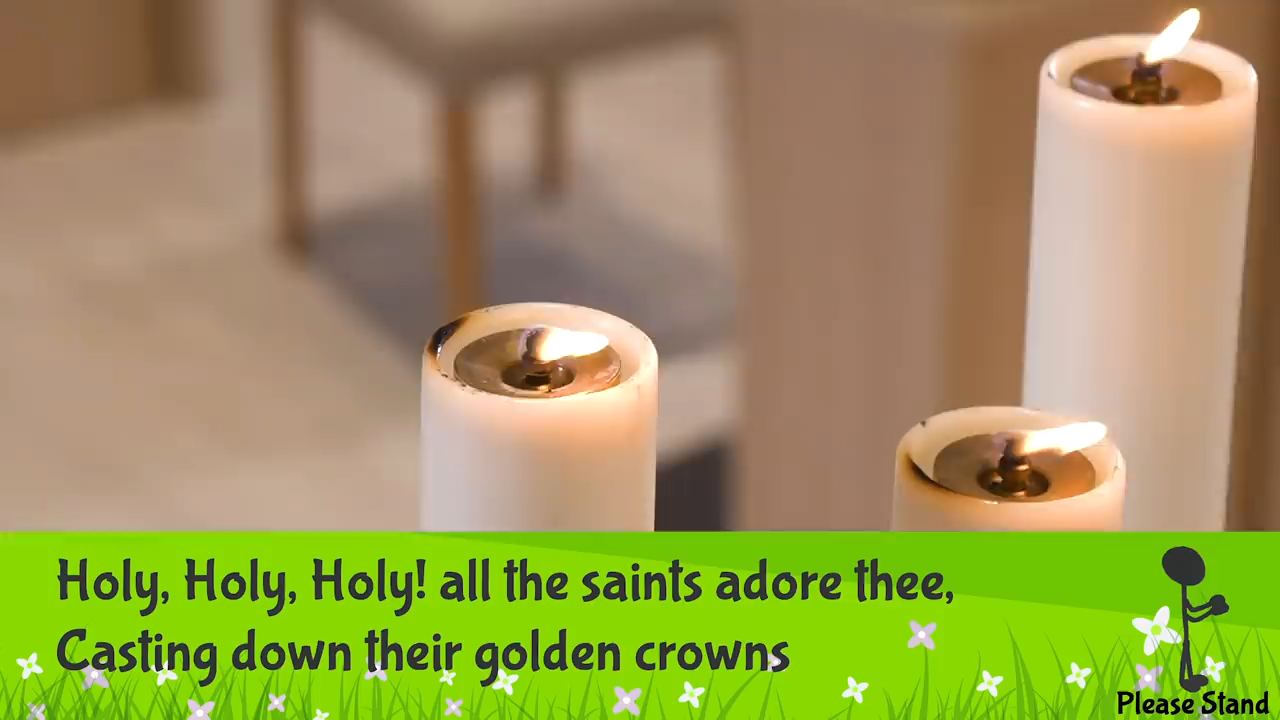 Holy, Holy, Holy! all the saints adore thee,
Casting down their golden crowns
Please Stand